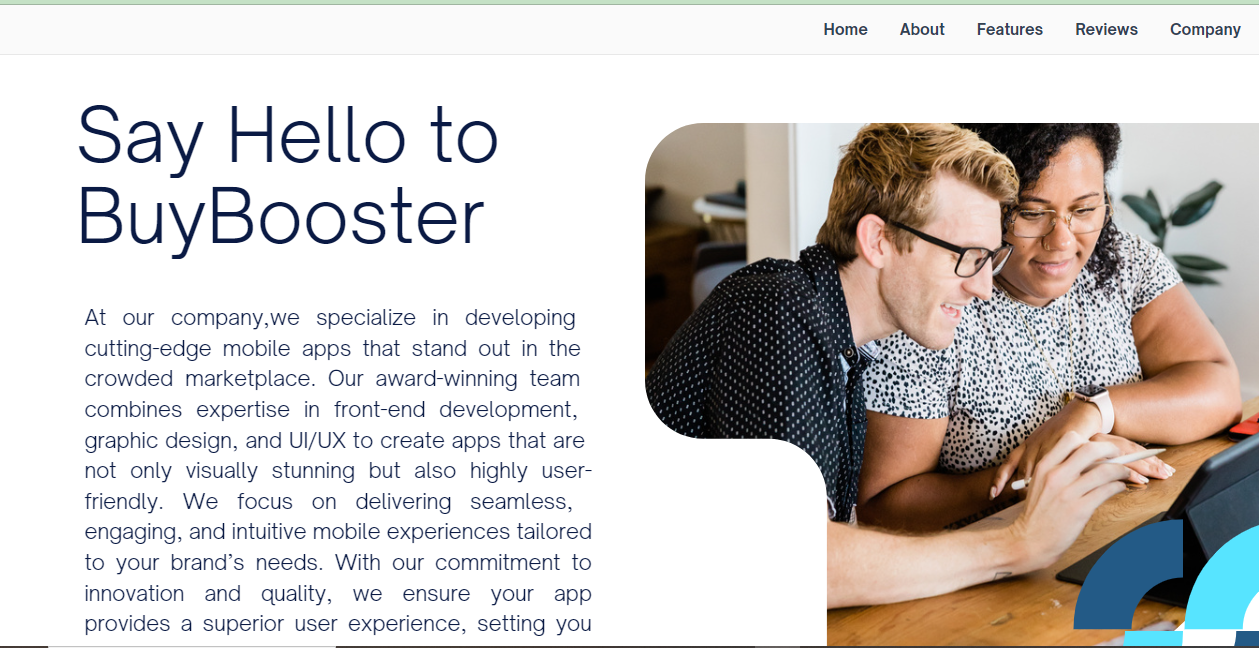 Home About Features Reviews Company
Say Hello to
BuyBooster
At our company,we specialize in developing
cutting-edge mobile apps that stand out in the
crowded marketplace. Our award-winning team
combines expertise in front-end development,
graphic design, and UI/UX to create apps that are
not only visually stunning but also highly user-
friendly. We focus on delivering seamless,
engaging, and intuitive mobile experiences tailored
to your brand’s needs. With our commitment to
innovation and quality, we ensure your app
provides a superior user experience, setting you